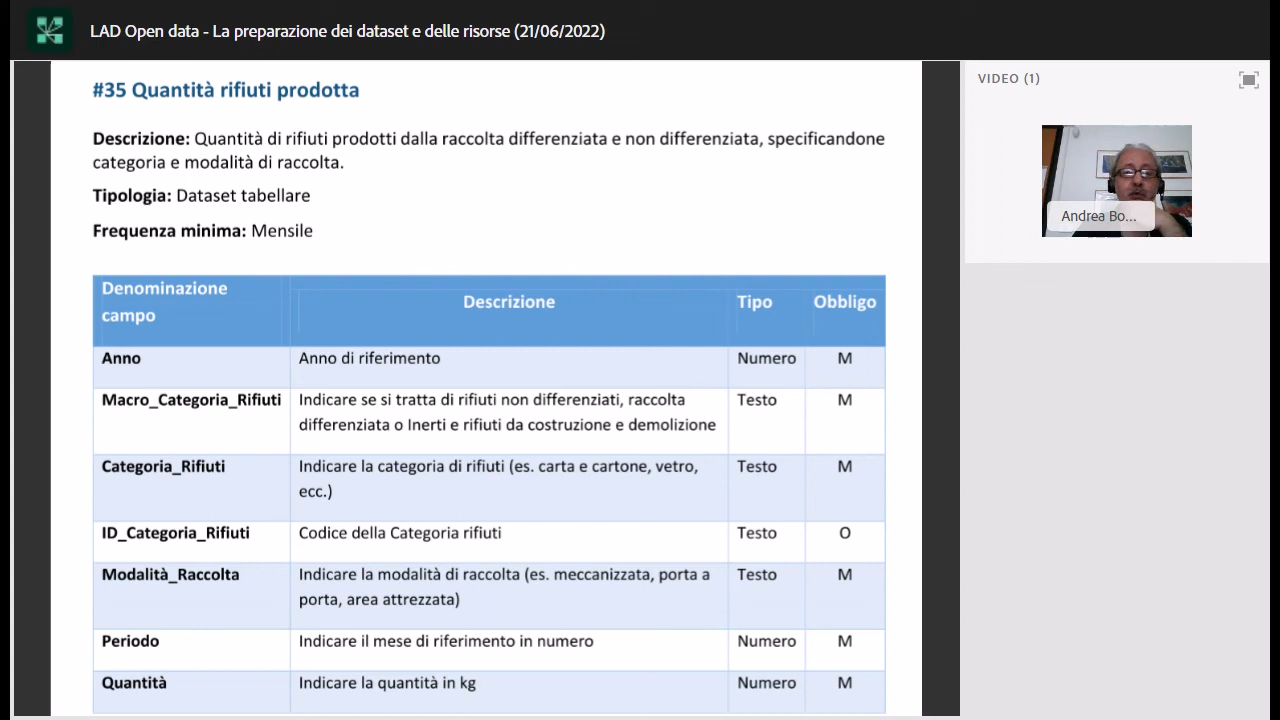 LAD Open data - La preparazione dei dataset e delle risorse (21/06/2022)
VIDEO (1)
Andrea Bo...
#35 Quantità rifiuti prodotta
Descrizione: Quantità di rifiuti prodotti dalla raccolta differenziata e non differenziata, specificandone
categoria e modalità di raccolta.
Tipologia: Dataset tabellare
Frequenza minima: Mensile
Denominazione
campo
Descrizione Tipo Obbligo
Anno Anno di riferimento Numero M
Macro_Categoria_Rifiuti Indicare se si tratta di rifiuti non differenziati, raccolta Testo M
differenziata o Inerti e rifiuti da costruzione e demolizione
Categoria_Rifiuti Indicare la categoria di rifiuti (es. carta e cartone, vetro, Testo M
ecc.)
ID_Categoria_Rifiuti Codice della Categoria rifiuti Testo O
Modalità_Raccolta Indicare la modalità di raccolta (es. meccanizzata, porta a Testo M
porta, area attrezzata)
Periodo Indicare il mese di riferimento in numero Numero M
Quantità Indicare la quantità in kg Numero M